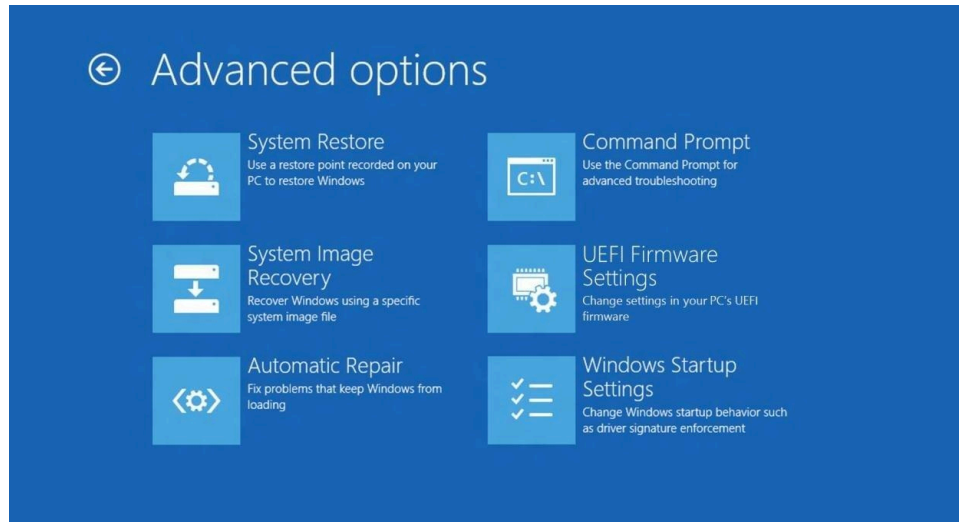 Advanced options
System Restore
Use a restore point recorded on your
PC to restore Windows
System Image
Recovery
Recover Windows using a specific
system image file
Automatic Repair
Fix problems that keep Windows from
loading
C:\
Command Prompt
Use the Command Prompt for
advanced troubleshooting
UEFI Firmware
Settings
Change settings in your PC's UEFI
firmware
Windows Startup
Settings
Change Windows startup behavior such
as driver signature enforcement